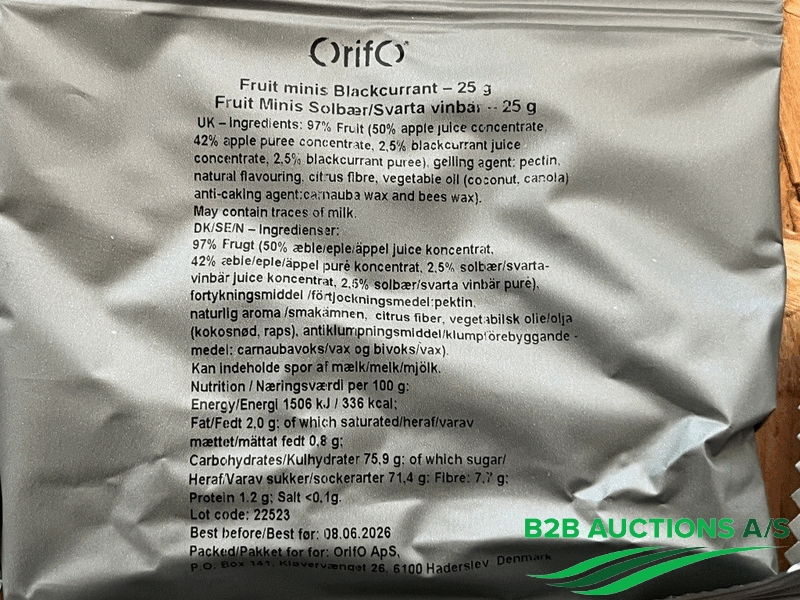 OrifO
Fruit minis Blackcurrant – 25 g
Fruit Minis Solbær/Svarta vinbär -- 25 g
UK – Ingredients: 97% Fruit (50% apple juice concentrate,
42% apple puree concentrate, 2,5% blackcurrant juice
concentrate, 2,5% blackcurrant puree), gelling agent: pectin,
natural flavouring, citrus fibre, vegetable oil (coconut, canola)
anti-caking agent:carnauba wax and bees wax).
May contain traces of milk.
DK/SE/N – Ingredienser:
97% Frugt (50% æble/eple/äppel juice koncentrat,
42% æble/eple/äppel puré koncentrat, 2,5% solbær/svarta-
vinbär juice koncentrat, 2,5% solbær/svarta vinbär puré),
fortykningsmiddel /förtjockningsmedel:pektin,
naturlig aroma /smakämnen, citrus fiber, vegetabilsk olie/olja
(kokosnød, raps), antiklumpningsmiddel/klumpförebyggande -
medel: carnaubavoks/vax og bivoks/vax).
Kan indeholde spor af mælk/melk/mjölk.
Nutrition / Næringsværdi per 100 g:
Energy/Energi 1506 kJ / 336 kcal;
Fat/Fedt 2,0 g; of which saturated/heraf/varav
mættet/mättat fedt 0,8 g;
Carbohydrates/Kulhydrater 75,9 g; of which sugar/
Heraf/Varav sukker/sockerarter 71,4 g: Fibre: 7.7 g;
Protein 1.2 g; Salt <0,1g.
Lot code: 22523
Best before/Best før: 08.06.2026
Packed/Pakket for for: OrifO ApS,
P.O. Box 141, Kløvervænget 26, 6100 Haderslev Denmark
B2B AUCTIONS A/S